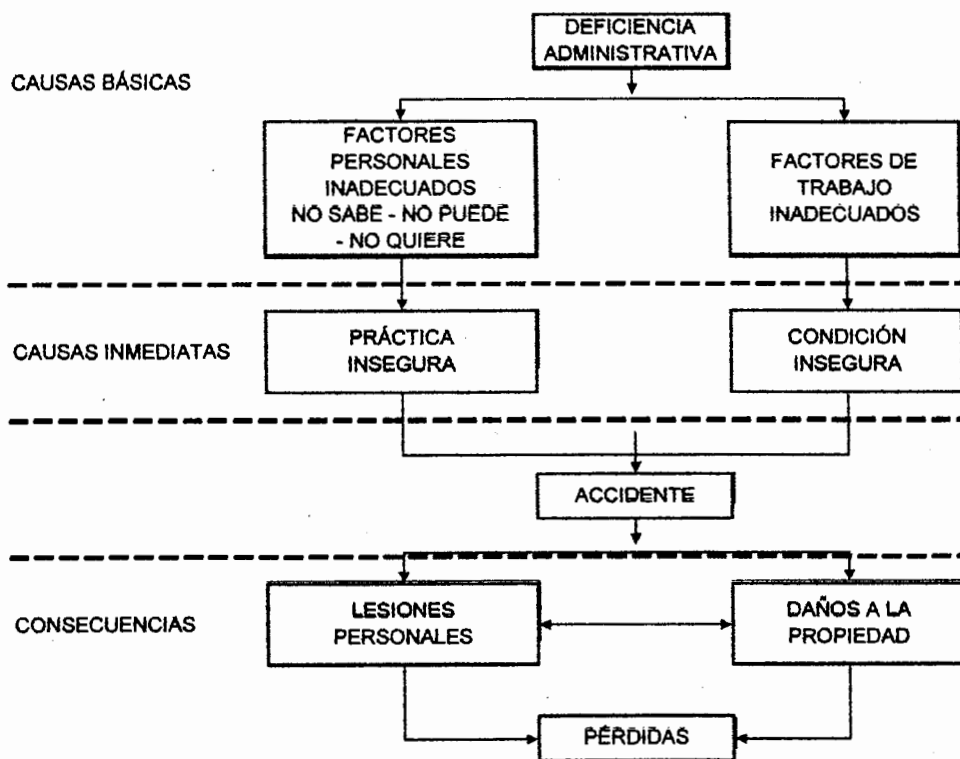 DEFICIENCIA
ADMINISTRATIVA
CAUSAS BÁSICAS
FACTORES
PERSONALES
INADECUADOS
NO SABE - NO PUEDE
- NO QUIERE
FACTORES DE
TRABAJO
INADECUADOS
CAUSAS INMEDIATAS
PRÁCTICA
INSEGURA
CONDICIÓN
INSEGURA
ACCIDENTE
CONSECUENCIAS
LESIONES
PERSONALES
DAÑOS A LA
PROPIEDAD
PÉRDIDAS